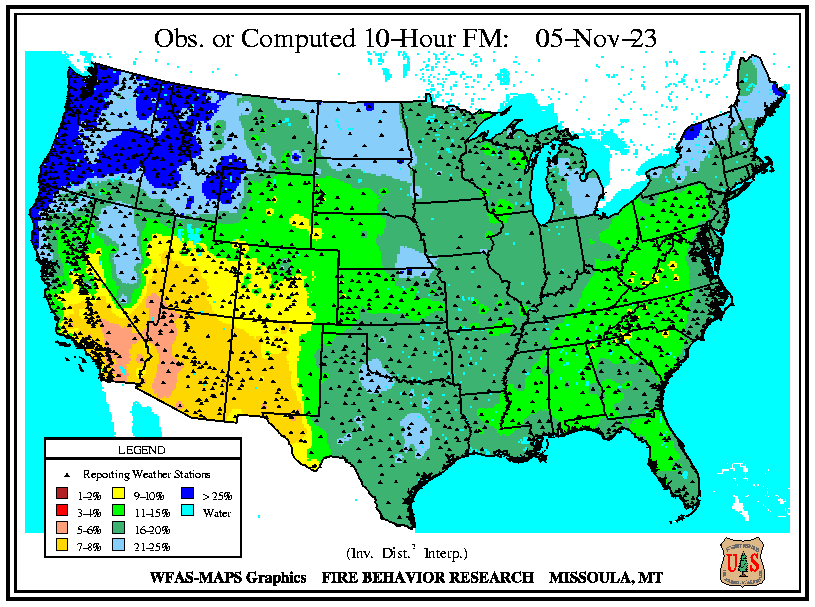 Obs. or Computed 10-Hour FM: 05-Nov-23
LEGEND
Reporting Weather Stations
1-2%
3-4%
5-6%
7-8%
9-10%
11-15%
16-20%
21-25%
> 25%
Water
(Inv. Dist.² Interp.)
WFAS-MAPS Graphics FIRE BEHAVIOR RESEARCH MISSOULA, MT
U S